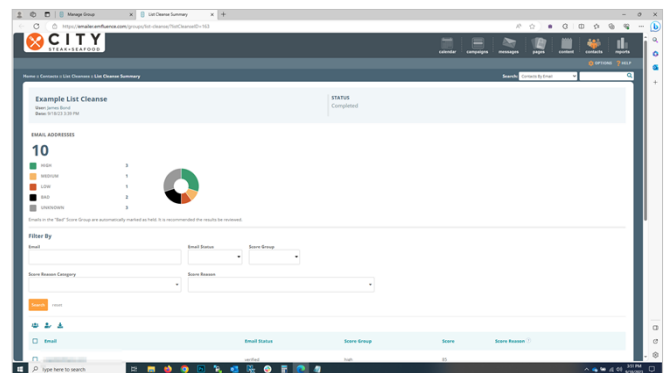 Manage Group
List Cleanse Summary
https://emailer.emfluence.com/groups/list-cleanse?listCleanseID=163
CITY
STEAK+SEAFOOD
calendar campaigns messages pages content contacts reports
OPTIONS ? HELP
Home :: Contacts :: List Cleanses :: List Cleanse Summary
Search: Contacts By Email
Example List Cleanse
User: James Bond
Date: 9/18/23 3:30 PM
STATUS
Completed
EMAIL ADDRESSES
10
HIGH 3
MEDIUM 1
LOW 1
BAD 2
UNKNOWN 3
Emails in the "Bad" Score Group are automatically marked as held. It is recommended the results be reviewed.
Filter By
Email
Email Status
Score Group
Score Reason Category
Score Reason
Search reset
Email Email Status Score Group Score Score Reason
verified high
Type here to search
3:51 PM